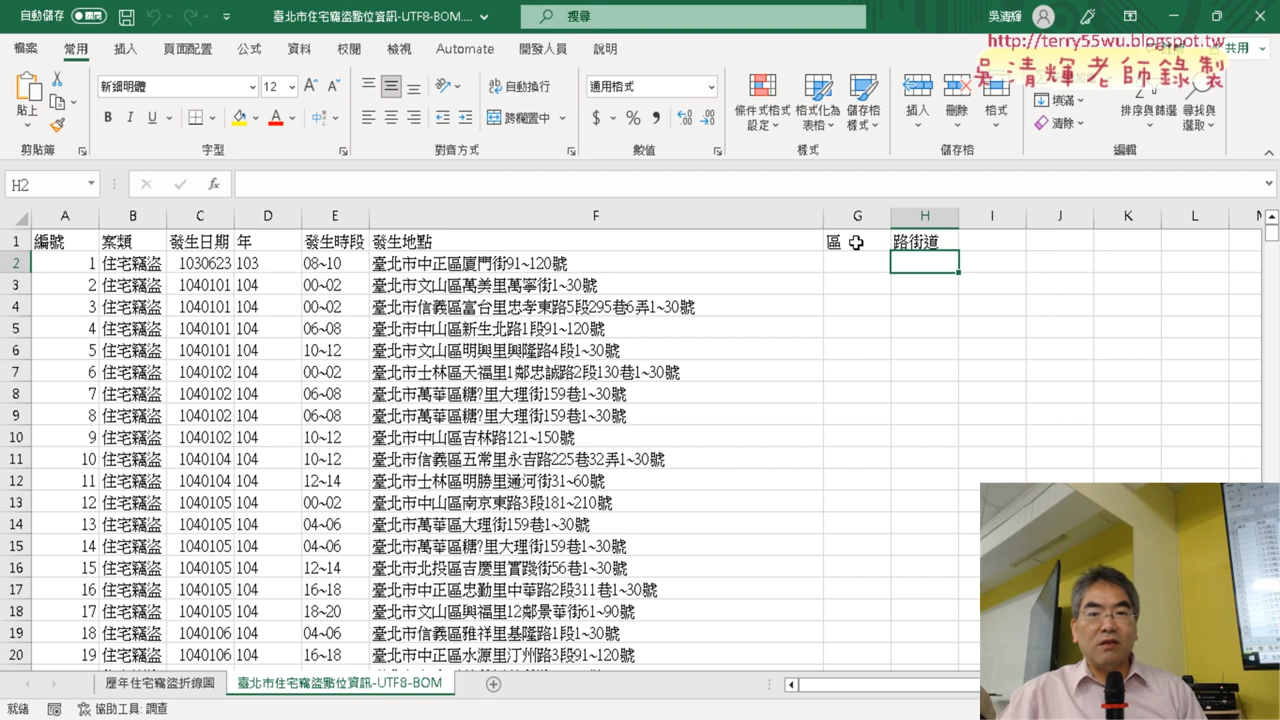 自動儲存 開啟 臺北市住宅竊盜點位資訊-UTF8-BOM.... 搜尋 吳清輝
檔案 常用 插入 頁面配置 公式 資料 校閱 檢視 Automate 開發人員 說明 共用
http://terry55wu.blogspot.tw
吳清輝老師錄製
貼上 新細明體 12 自動換行 通用格式 條件式格式設定 格式化為表格 儲存格樣式 插入 刪除 格式 填滿 清除 排序與篩選 尋找與選取
B I U 跨欄置中 $ %
剪貼簿 字型 對齊方式 數值 樣式 儲存格 編輯
H2 fx
A B C D E F G H I J K L M
1 編號 案類 發生日期 年 發生時段 發生地點 區 路街道
2 1 住宅竊盜 1030623 103 08~10 臺北市中正區廈門街91~120號
3 2 住宅竊盜 1040101 104 00~02 臺北市文山區萬美里萬寧街1~30號
4 3 住宅竊盜 1040101 104 00~02 臺北市信義區富台里忠孝東路5段295巷6弄1~30號
5 4 住宅竊盜 1040101 104 06~08 臺北市中山區新生北路1段91~120號
6 5 住宅竊盜 1040101 104 10~12 臺北市文山區明興里興隆路4段1~30號
7 6 住宅竊盜 1040102 104 00~02 臺北市士林區天福里1鄰忠誠路2段130巷1~30號
8 7 住宅竊盜 1040102 104 06~08 臺北市萬華區糖?里大理街159巷1~30號
9 8 住宅竊盜 1040102 104 06~08 臺北市萬華區糖?里大理街159巷1~30號
10 9 住宅竊盜 1040102 104 10~12 臺北市中山區吉林路121~150號
11 10 住宅竊盜 1040104 104 10~12 臺北市信義區五常里永吉路225巷32弄1~30號
12 11 住宅竊盜 1040104 104 12~14 臺北市士林區明勝里通河街31~60號
13 12 住宅竊盜 1040105 104 00~02 臺北市中山區南京東路3段181~210號
14 13 住宅竊盜 1040105 104 04~06 臺北市萬華區大理街159巷1~30號
15 14 住宅竊盜 1040105 104 04~06 臺北市萬華區糖?里大理街159巷1~30號
16 15 住宅竊盜 1040105 104 12~14 臺北市北投區吉慶里實踐街56巷1~30號
17 16 住宅竊盜 1040105 104 16~18 臺北市中正區忠勤里中華路2段311巷1~30號
18 17 住宅竊盜 1040105 104 18~20 臺北市文山區興福里12鄰景華街61~90號
19 18 住宅竊盜 1040106 104 04~06 臺北市信義區雅祥里基隆路1段1~30號
20 19 住宅竊盜 1040106 104 16~18 臺北市中正區水源里汀州路3段91~120號
歷年住宅竊盜折線圖 臺北市住宅竊盜點位資訊-UTF8-BOM
就緒 協助工具: 調查